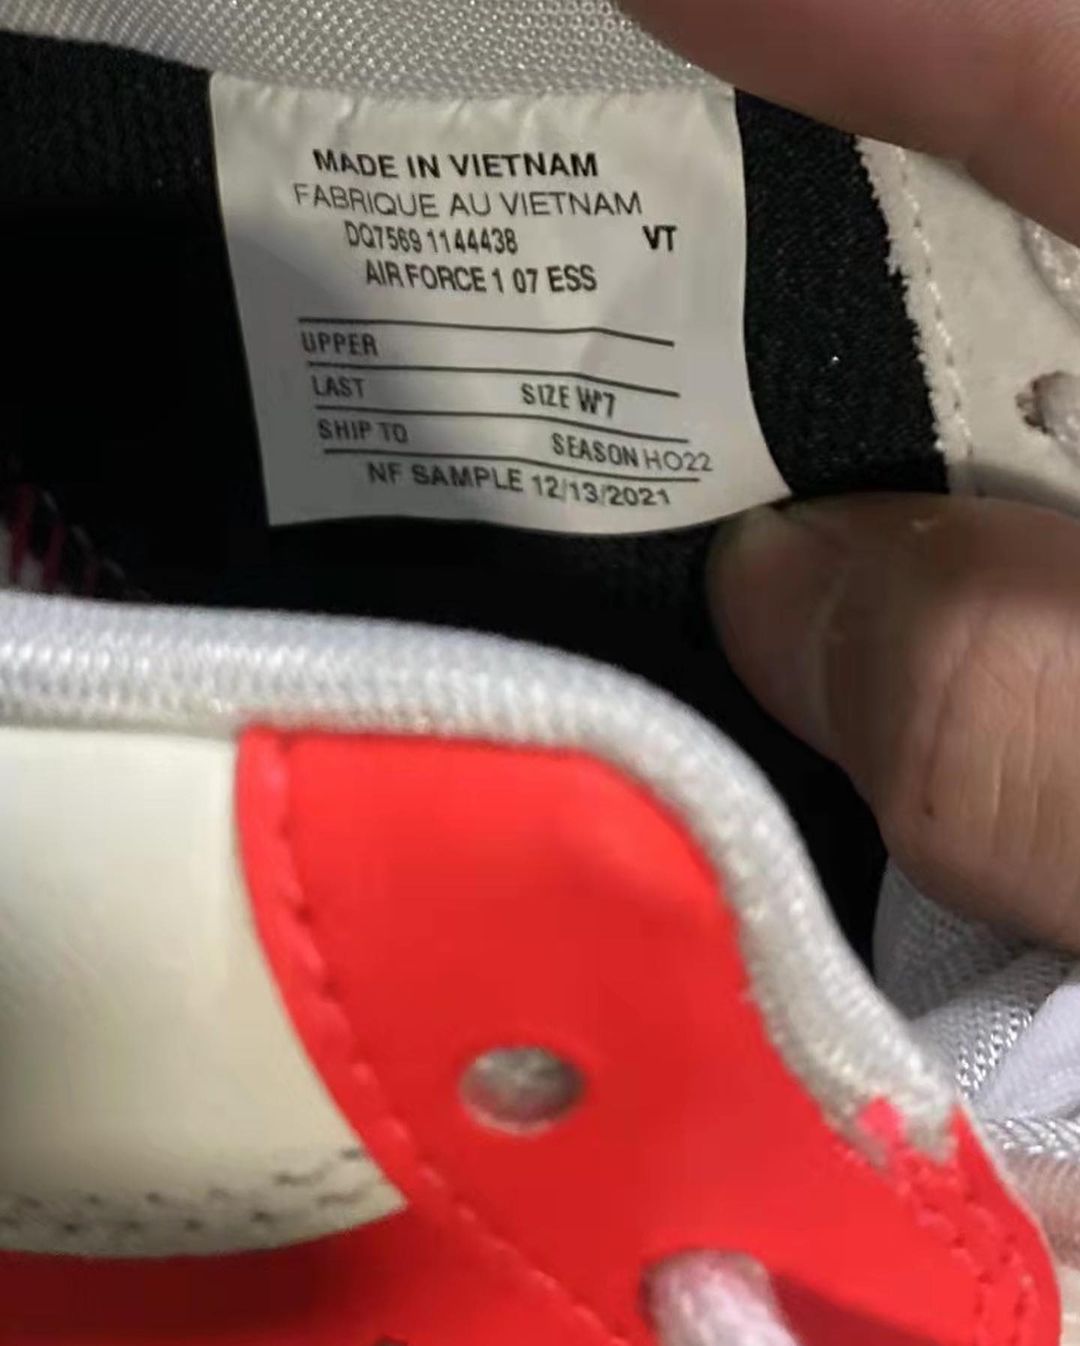 MADE IN VIETNAM
FABRIQUE AU VIETNAM
DQ7569 1144438 VT
AIR FORCE 1 07 ESS
UPPER
LAST SIZE W7
SHIP TO SEASON HO22
NF SAMPLE 12/13/2021